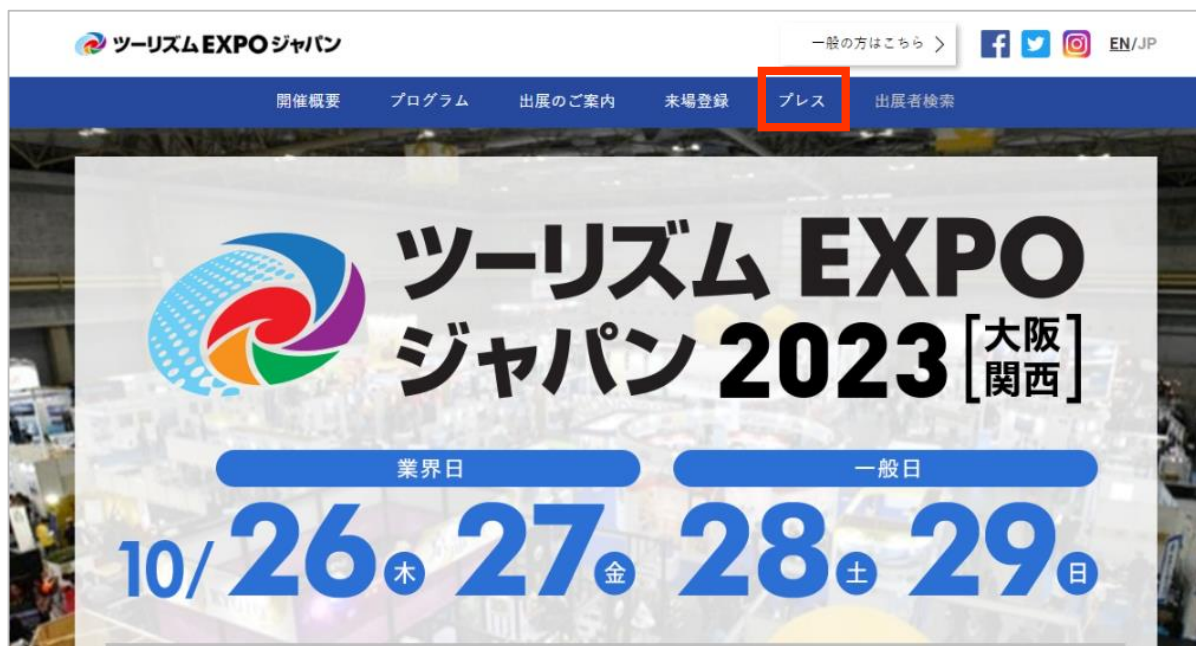 ツーリズム EXPO ジャパン
一般の方はこちら >
EN/JP
開催概要 プログラム 出展のご案内 来場登録 プレス 出展者検索
ツーリズム EXPO
ジャパン 2023 [大阪関西]
業界日 一般日
10/26木 27金 28土 29日